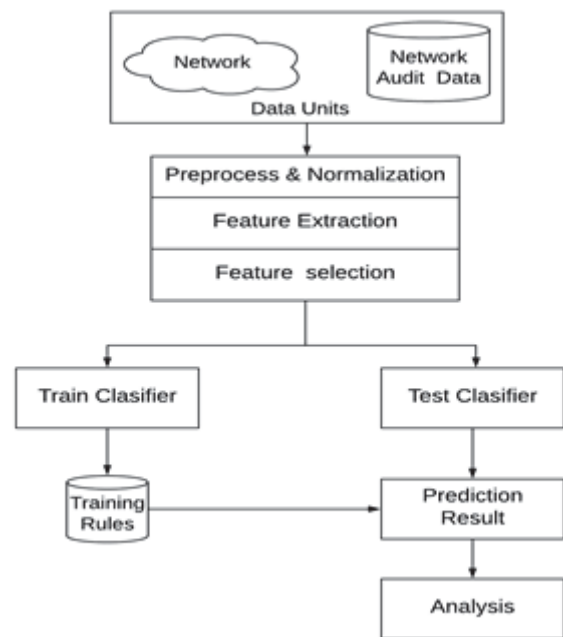 Network
Network
Audit Data
Data Units
Preprocess & Normalization
Feature Extraction
Feature selection
Train Clasifier
Test Clasifier
Training
Rules
Prediction
Result
Analysis